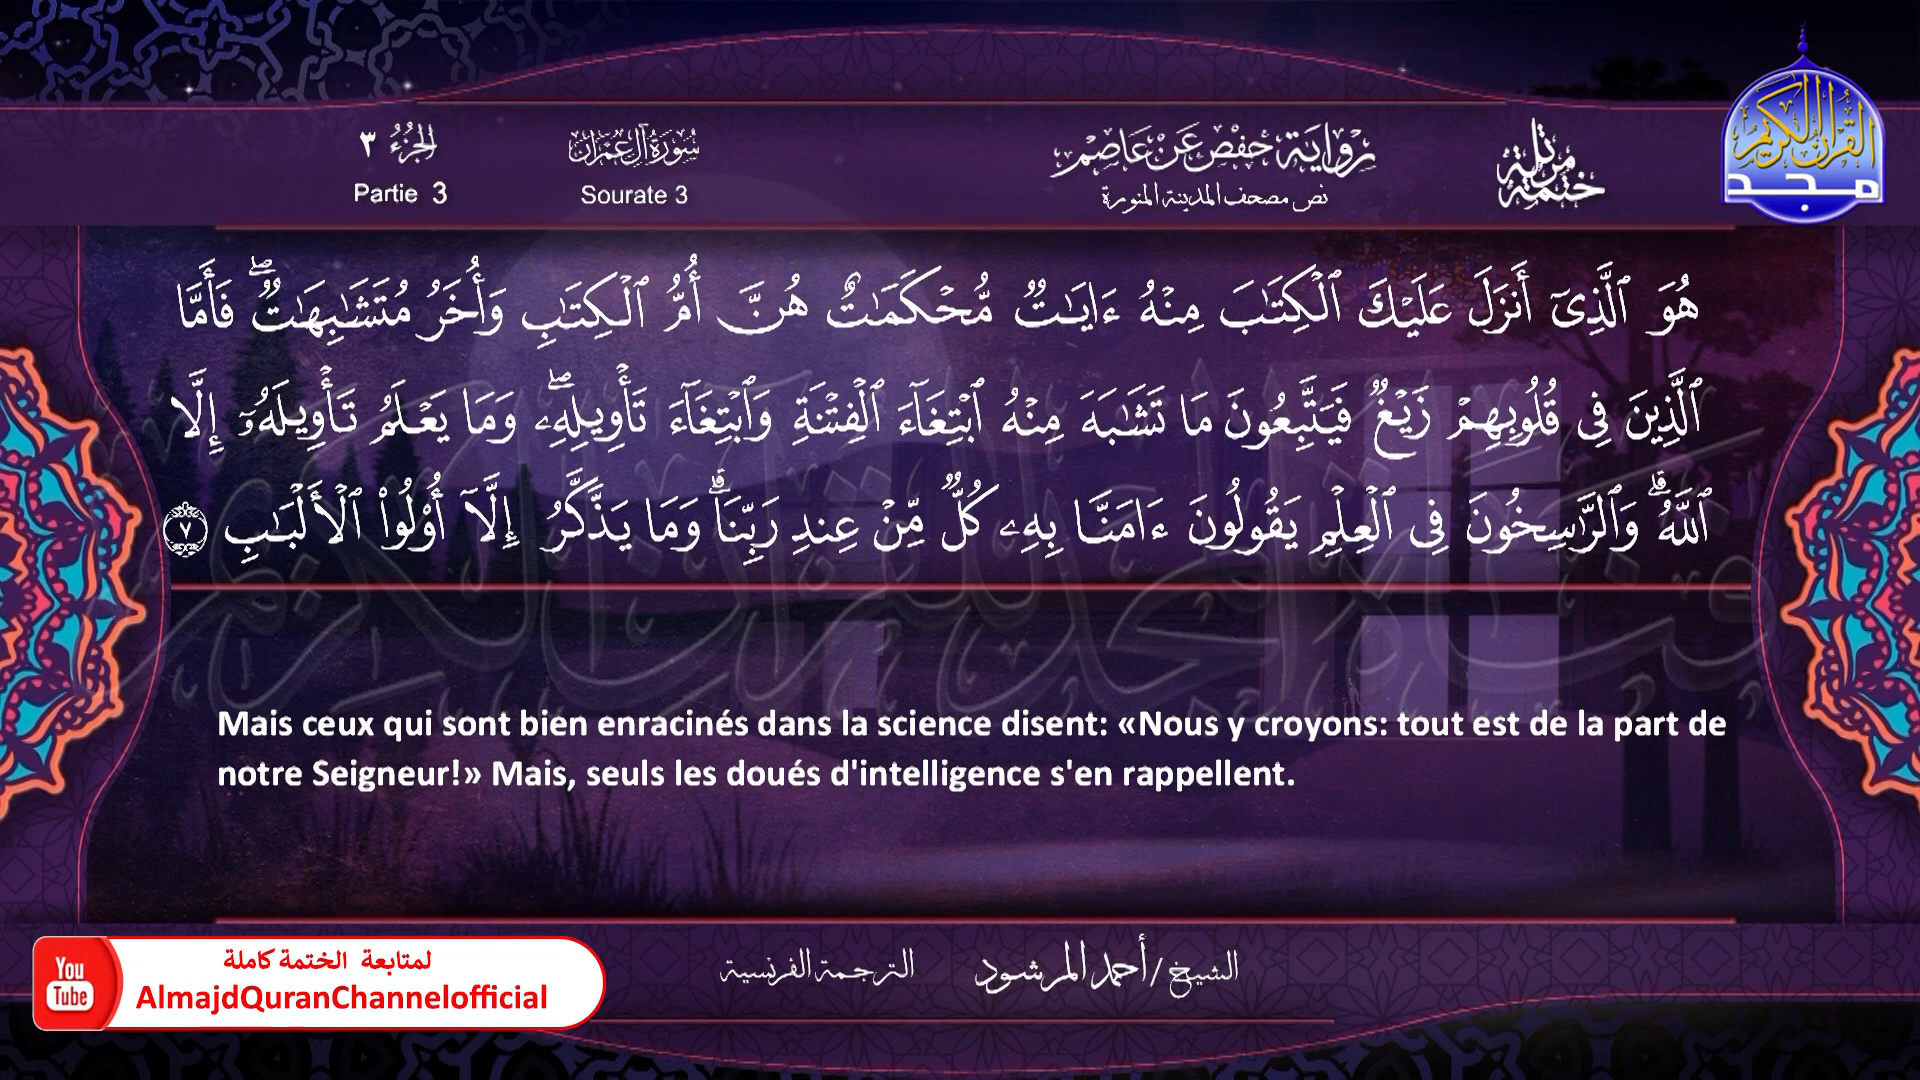 الجزء ٣
Partie 3
سورة آل عمران
Sourate 3
رواية حفص عن عاصم
نص مصحف المدينة المنورة
ختمة مرتلة
القرآن الكريم
مجد
هُوَ ٱلَّذِىٓ أَنزَلَ عَلَيْكَ ٱلْكِتَـٰبَ مِنْهُ ءَايَـٰتٌ مُّحْكَمَـٰتٌ هُنَّ أُمُّ ٱلْكِتَـٰبِ وَأُخَرُ مُتَشَـٰبِهَـٰتٌ ۖ فَأَمَّا
ٱلَّذِينَ فِى قُلُوبِهِمْ زَيْغٌ فَيَتَّبِعُونَ مَا تَشَـٰبَهَ مِنْهُ ٱبْتِغَآءَ ٱلْفِتْنَةِ وَٱبْتِغَآءَ تَأْوِيلِهِۦ ۖ وَمَا يَعْلَمُ تَأْوِيلَهُۥٓ إِلَّا
ٱللَّهُ ۗ وَٱلرَّٰسِخُونَ فِى ٱلْعِلْمِ يَقُولُونَ ءَامَنَّا بِهِۦ كُلٌّ مِّنْ عِندِ رَبِّنَا ۗ وَمَا يَذَّكَّرُ إِلَّآ أُو۟لُوا۟ ٱلْأَلْبَـٰبِ ٧
Mais ceux qui sont bien enracinés dans la science disent: «Nous y croyons: tout est de la part de
notre Seigneur!» Mais, seuls les doués d'intelligence s'en rappellent.
الشيخ / أحمد المرشود
الترجمة الفرنسية
You
Tube
لمتابعة الختمة كاملة
AlmajdQuranChannelofficial